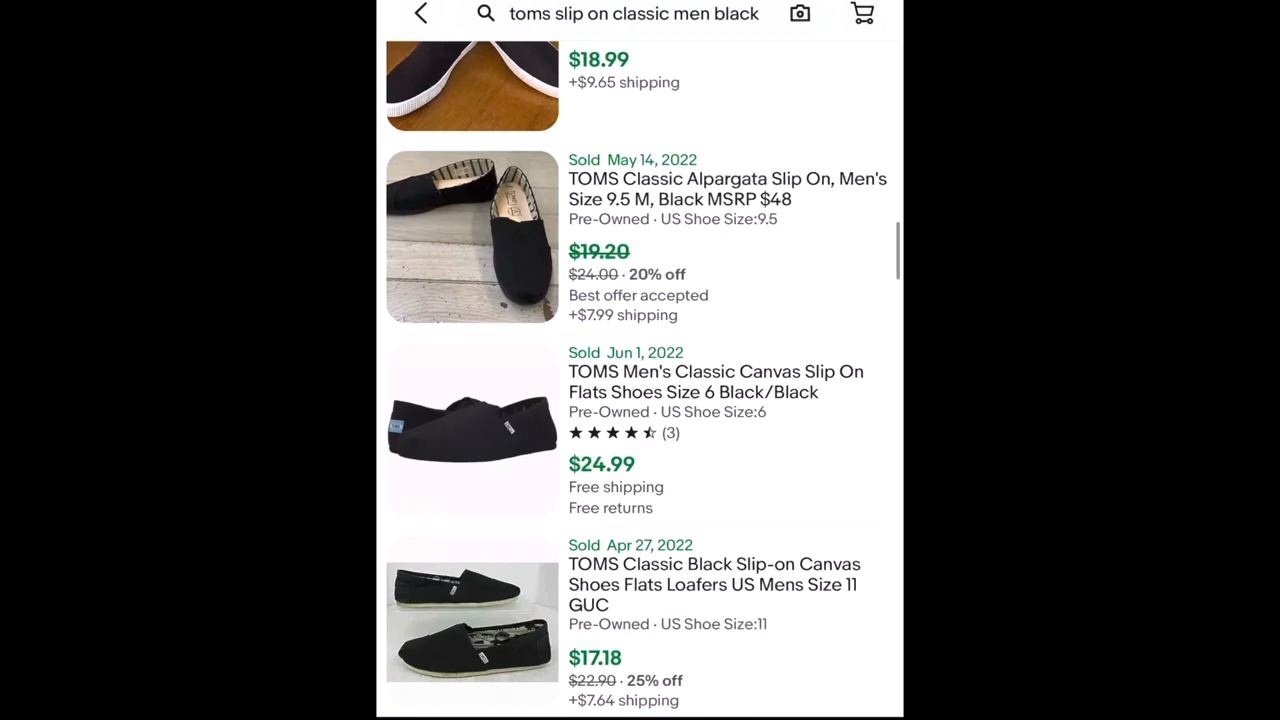 toms slip on classic men black
$18.99
+$9.65 shipping
Sold May 14, 2022
TOMS Classic Alpargata Slip On, Men's
Size 9.5 M, Black MSRP $48
Pre-Owned · US Shoe Size:9.5
$19.20
$24.00 · 20% off
Best offer accepted
+$7.99 shipping
Sold Jun 1, 2022
TOMS Men's Classic Canvas Slip On
Flats Shoes Size 6 Black/Black
Pre-Owned · US Shoe Size:6
(3)
$24.99
Free shipping
Free returns
Sold Apr 27, 2022
TOMS Classic Black Slip-on Canvas
Shoes Flats Loafers US Mens Size 11
GUC
Pre-Owned · US Shoe Size:11
$17.18
$22.90 · 25% off
+$7.64 shipping